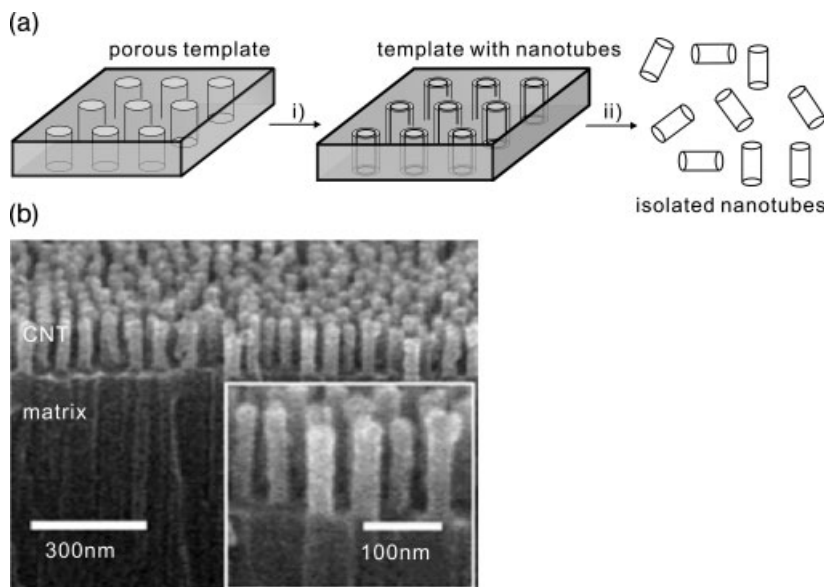 (a)
porous template
template with nanotubes
i)
ii)
isolated nanotubes
(b)
CNT
matrix
300nm
100nm